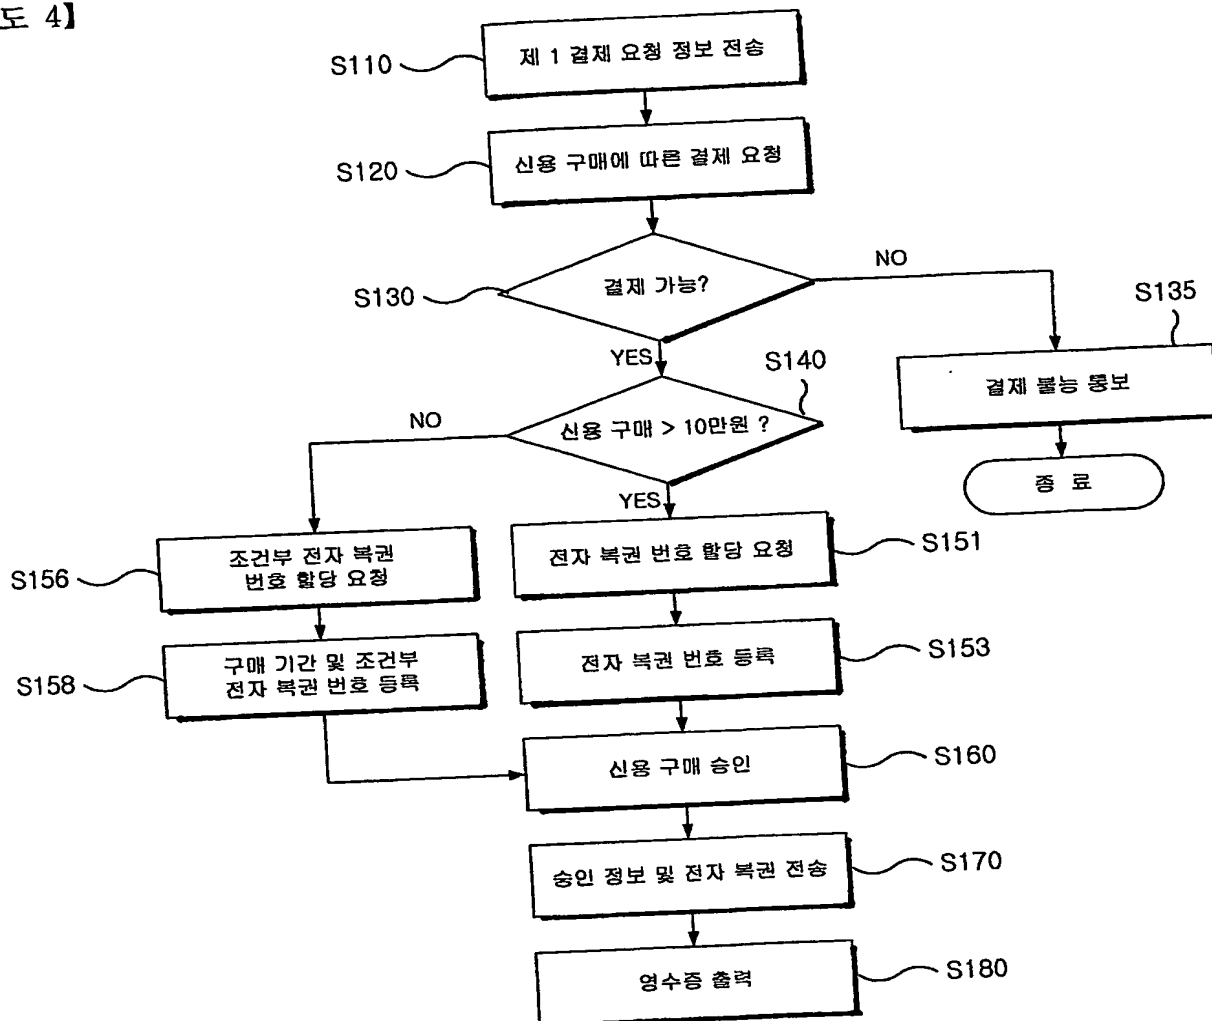 도 4】
S110
제 1 결제 요청 정보 전송
S120
신용 구매에 따른 결제 요청
S130
결제 가능?
NO
S135
결제 불능 통보
종 료
YES
S140
신용 구매 > 10만원 ?
NO
YES
S156
조건부 전자 복권
번호 할당 요청
전자 복권 번호 할당 요청
S151
S158
구매 기간 및 조건부
전자 복권 번호 등록
전자 복권 번호 등록
S153
신용 구매 승인
S160
승인 정보 및 전자 복권 전송
S170
영수증 출력
S180